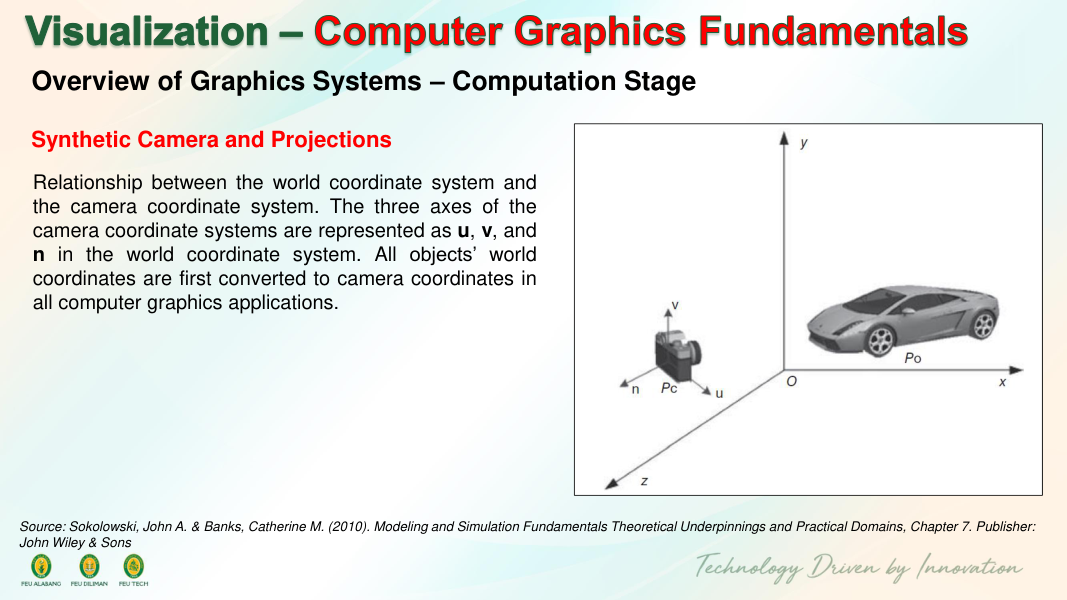 Visualization – Computer Graphics Fundamentals
Overview of Graphics Systems – Computation Stage
Synthetic Camera and Projections
Relationship between the world coordinate system and
the camera coordinate system. The three axes of the
camera coordinate systems are represented as u, v, and
n in the world coordinate system. All objects’ world
coordinates are first converted to camera coordinates in
all computer graphics applications.
y
v
n
Pc
u
Po
O
x
z
Source: Sokolowski, John A. & Banks, Catherine M. (2010). Modeling and Simulation Fundamentals Theoretical Underpinnings and Practical Domains, Chapter 7. Publisher:
John Wiley & Sons
FEU ALABANG FEU DILIMAN FEU TECH
Technology Driven by Innovation